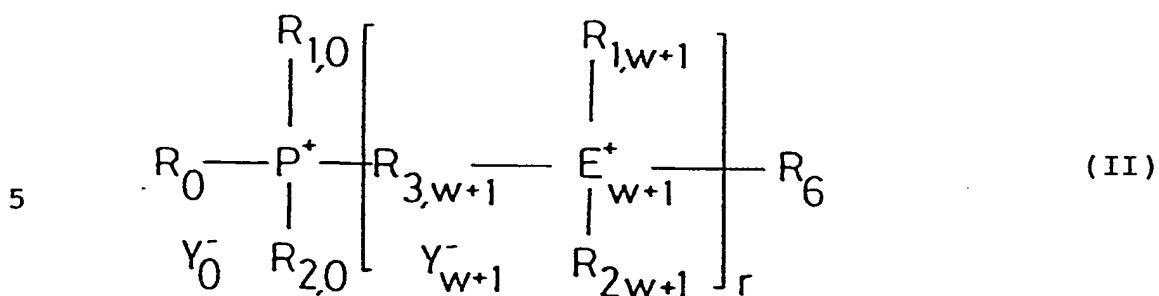 R1,0 R1,w+1
R0 P+ R3,w+1 E+w+1 R6 (II)
5
Y0- R2,0 Y-w+1 R2w+1 r